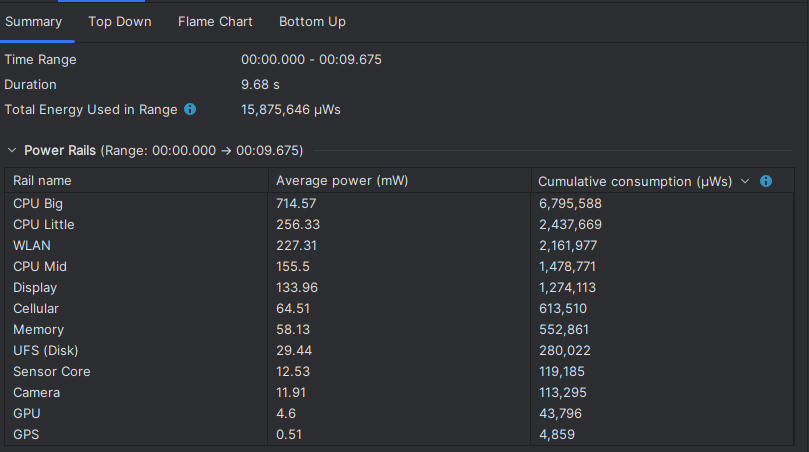 Summary Top Down Flame Chart Bottom Up
Time Range 00:00.000 - 00:09.675
Duration 9.68 s
Total Energy Used in Range 15,875,646 µWs
Power Rails (Range: 00:00.000 → 00:09.675)
Rail name Average power (mW) Cumulative consumption (µWs)
CPU Big 714.57 6,795,588
CPU Little 256.33 2,437,669
WLAN 227.31 2,161,977
CPU Mid 155.5 1,478,771
Display 133.96 1,274,113
Cellular 64.51 613,510
Memory 58.13 552,861
UFS (Disk) 29.44 280,022
Sensor Core 12.53 119,185
Camera 11.91 113,295
GPU 4.6 43,796
GPS 0.51 4,859